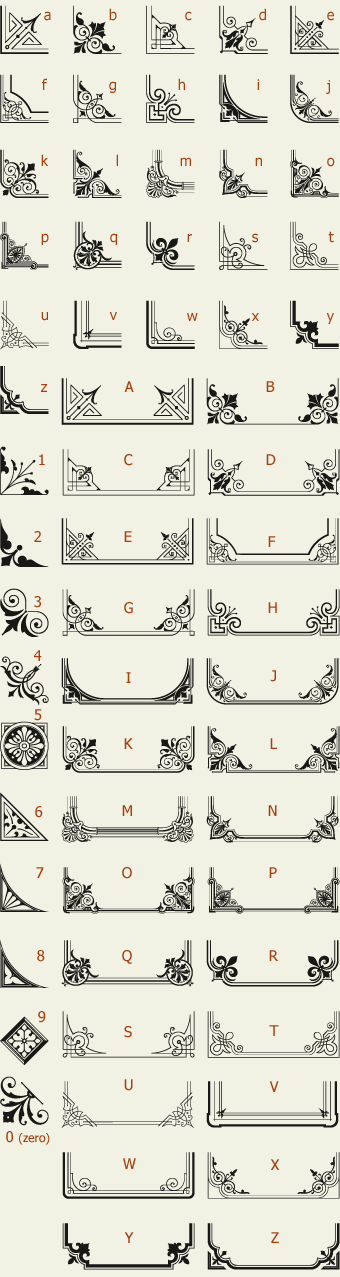 a b c d e
f g h i j
k l m n o
p q r s t
u v w x y
z A B
1 C D
2 E F
3 G H
4 I J
5 K L
6 M N
7 O P
8 Q R
9 S T
0 (zero) U V
W X
Y Z